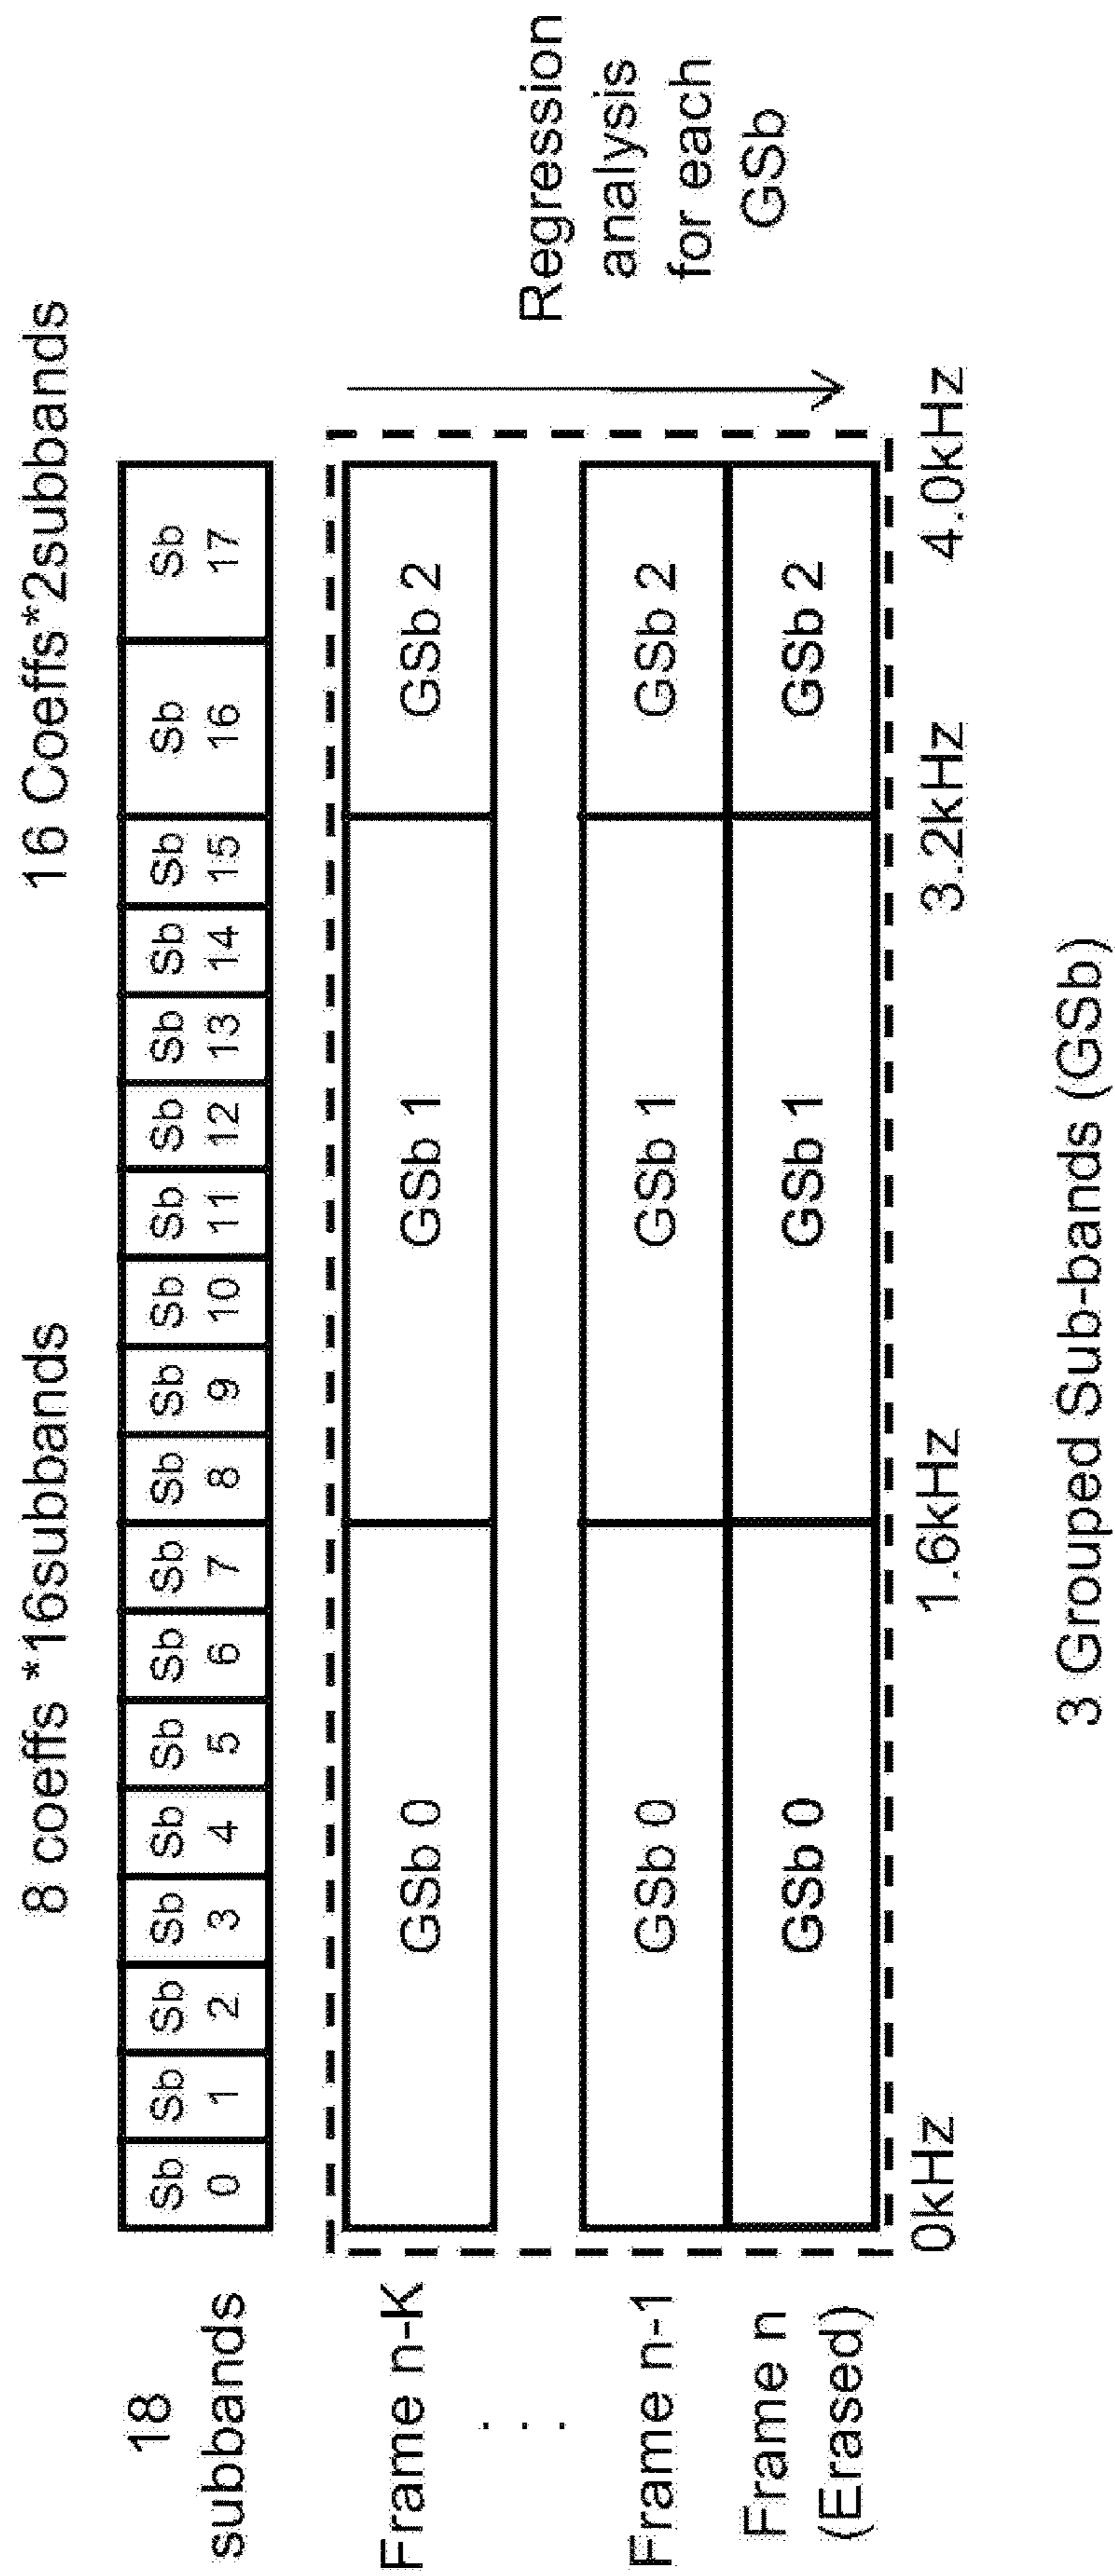 8 coeffs *16subbands
16 Coeffs*2subbands
18
subbands
Sb 0
Sb 1
Sb 2
Sb 3
Sb 4
Sb 5
Sb 6
Sb 7
Sb 8
Sb 9
Sb 10
Sb 11
Sb 12
Sb 13
Sb 14
Sb 15
Sb 16
Sb 17
Frame n-K
GSb 0
GSb 1
GSb 2
. . .
Frame n-1
GSb 0
GSb 1
GSb 2
Frame n
(Erased)
GSb 0
GSb 1
GSb 2
Regression
analysis
for each
GSb
0kHz
1.6kHz
3.2kHz
4.0kHz
3 Grouped Sub-bands (GSb)